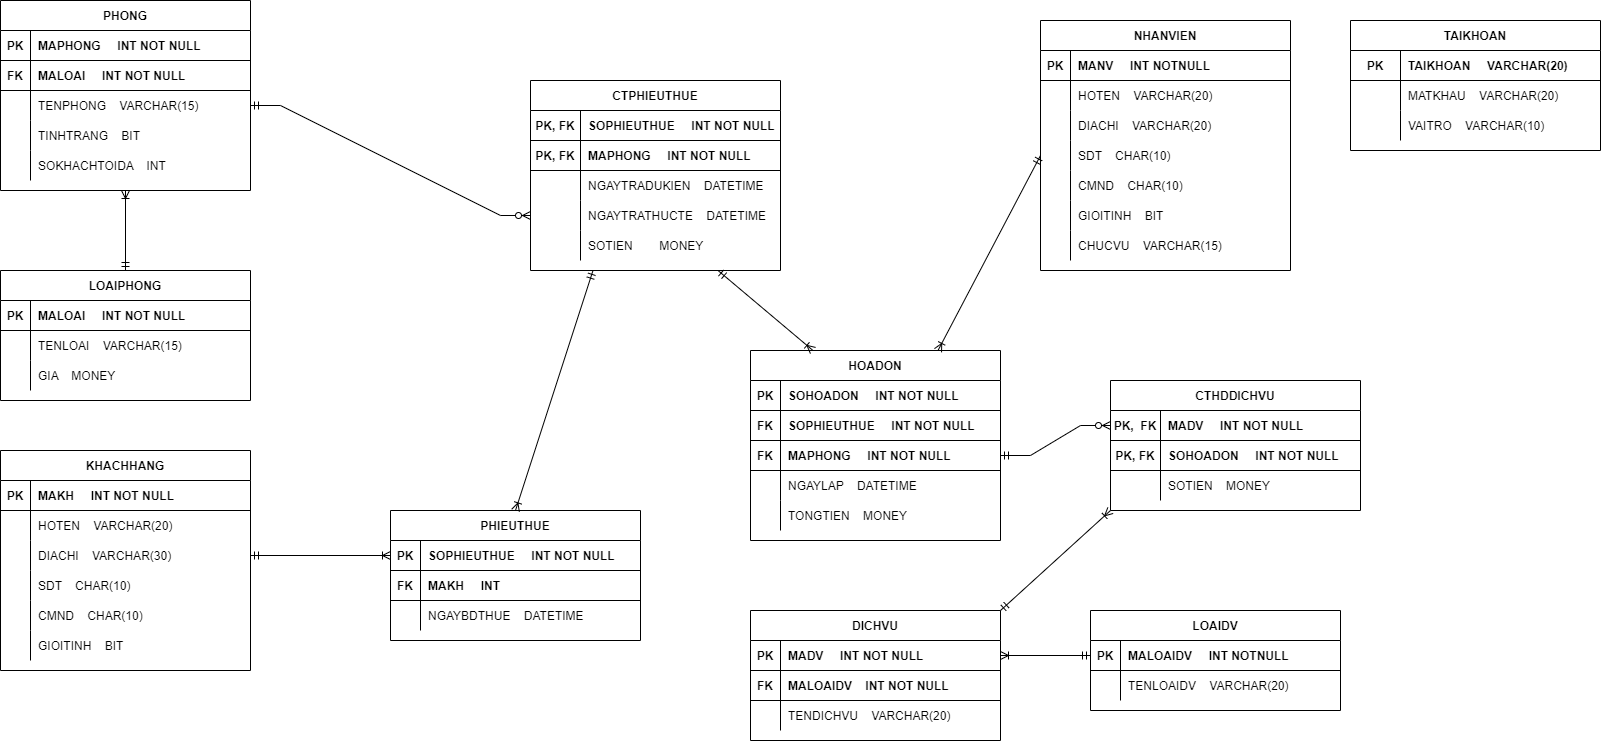 PHONG
PK MAPHONG INT NOT NULL
FK MALOAI INT NOT NULL
TENPHONG VARCHAR(15)
TINHTRANG BIT
SOKHACHTOIDA INT
LOAIPHONG
PK MALOAI INT NOT NULL
TENLOAI VARCHAR(15)
GIA MONEY
KHACHHANG
PK MAKH INT NOT NULL
HOTEN VARCHAR(20)
DIACHI VARCHAR(30)
SDT CHAR(10)
CMND CHAR(10)
GIOITINH BIT
CTPHIEUTHUE
PK, FK SOPHIEUTHUE INT NOT NULL
PK, FK MAPHONG INT NOT NULL
NGAYTRADUKIEN DATETIME
NGAYTRATHUCTE DATETIME
SOTIEN MONEY
PHIEUTHUE
PK SOPHIEUTHUE INT NOT NULL
FK MAKH INT
NGAYBDTHUE DATETIME
NHANVIEN
PK MANV INT NOTNULL
HOTEN VARCHAR(20)
DIACHI VARCHAR(20)
SDT CHAR(10)
CMND CHAR(10)
GIOITINH BIT
CHUCVU VARCHAR(15)
TAIKHOAN
PK TAIKHOAN VARCHAR(20)
MATKHAU VARCHAR(20)
VAITRO VARCHAR(10)
HOADON
PK SOHOADON INT NOT NULL
FK SOPHIEUTHUE INT NOT NULL
FK MAPHONG INT NOT NULL
NGAYLAP DATETIME
TONGTIEN MONEY
CTHDDICHVU
PK, FK MADV INT NOT NULL
PK, FK SOHOADON INT NOT NULL
SOTIEN MONEY
DICHVU
PK MADV INT NOT NULL
FK MALOAIDV INT NOT NULL
TENDICHVU VARCHAR(20)
LOAIDV
PK MALOAIDV INT NOTNULL
TENLOAIDV VARCHAR(20)